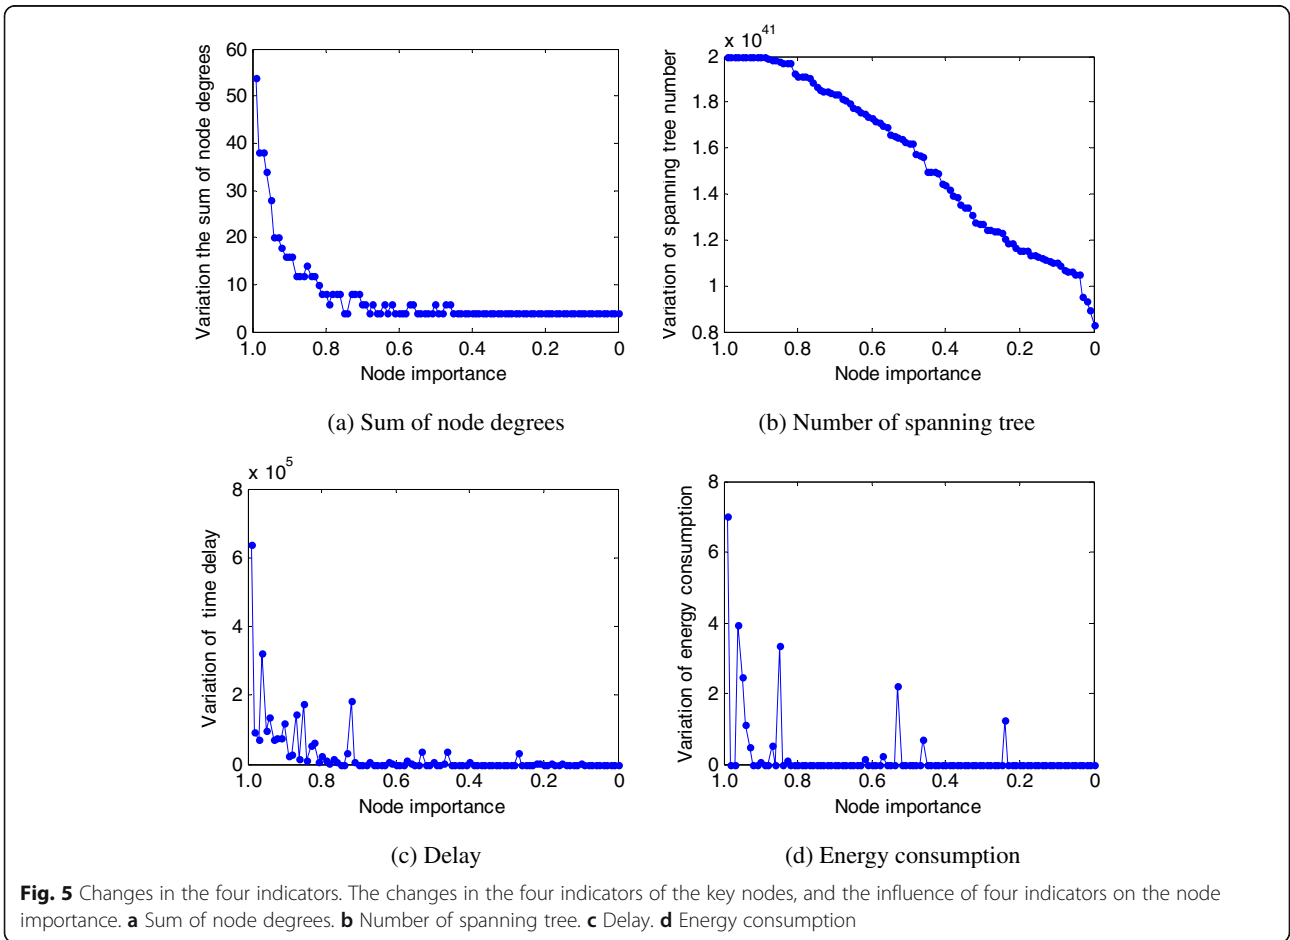 Variation the sum of node degrees
60
50
40
30
20
10
0
1.0 0.8 0.6 0.4 0.2 0
Node importance
(a) Sum of node degrees
x 10^41
Variation of spanning tree number
2
1.8
1.6
1.4
1.2
1
0.8
1.0 0.8 0.6 0.4 0.2 0
Node importance
(b) Number of spanning tree
x 10^5
Variation of time delay
8
6
4
2
0
1.0 0.8 0.6 0.4 0.2 0
Node importance
(c) Delay
Variation of energy consumption
8
6
4
2
0
1.0 0.8 0.6 0.4 0.2 0
Node importance
(d) Energy consumption
Fig. 5 Changes in the four indicators. The changes in the four indicators of the key nodes, and the influence of four indicators on the node
importance. a Sum of node degrees. b Number of spanning tree. c Delay. d Energy consumption